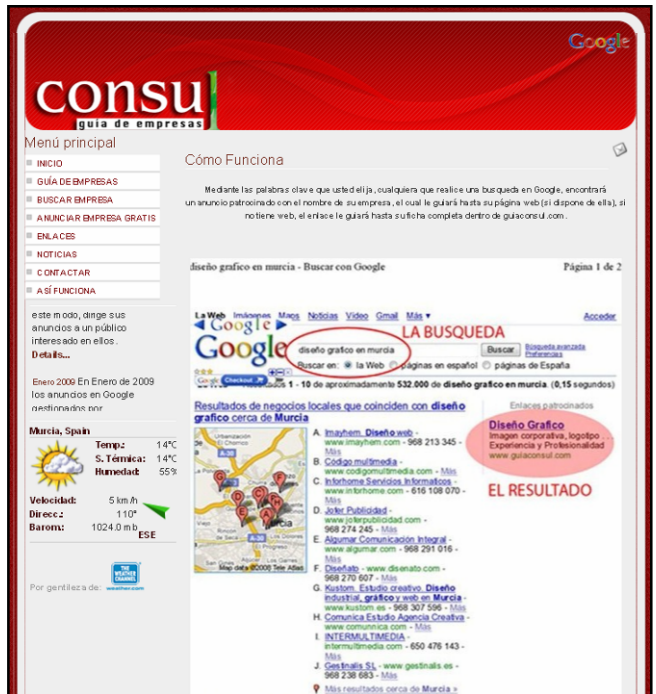 Google
consul
guia de empresas
Menú principal
INICIO
GUÍA DE EMPRESAS
BUSCAR EMPRESA
ANUNCIAR EMPRESA GRATIS
ENLACES
NOTICIAS
CONTACTAR
ASÍ FUNCIONA
este modo, dirige sus
anuncios a un público
interesado en ellos.
Details...
Enero 2009 En Enero de 2009
los anuncios en Google
gestionados por
Murcia, Spain
Temp.: 14°C
S. Térmica: 14°C
Humedad: 55%
Velocidad: 5 km/h
Direcc.: 110°
Barom.: 1024.0 mb
ESE
Por gentileza de:
THE WEATHER CHANNEL
weather.com
Cómo Funciona
Mediante las palabras clave que usted elija, cualquiera que realice una busqueda en Google, encontrará
un anuncio patrocinado con el nombre de su empresa, el cual le guiará hasta su página web (si dispone de ella), si
no tiene web, el enlace le guiará hasta su ficha completa dentro de guiaconsul.com.
diseño grafico en murcia - Buscar con Google Página 1 de 2
La Web Imágenes Maps Noticias Video Gmail Más ▾ Acceder
Google
LA BUSQUEDA
Google
diseño grafico en murcia Buscar Búsqueda avanzada
Preferencias
Buscar en: la Web páginas en español páginas de España
Google Checkout
Resultados 1 - 10 de aproximadamente 532.000 de diseño grafico en murcia. (0,15 segundos)
Resultados de negocios locales que coinciden con diseño
grafico cerca de Murcia
Map data ©2008 Tele Atlas
A. Imayhem. Diseño web -
www.imayhem.com - 968 213 345 -
Más
B. Código multimedia -
www.codigomultimedia.com - Más
C. Inforhome Servicios Informaticos -
www.inforhome.com - 616 108 070 -
Más
D. Joter Publicidad -
www.joterpublicidad.com -
968 274 245 - Más
E. Algumar Comunicación Integral -
www.algumar.com - 968 291 016 -
Más
F. Diseñato - www.disenato.com -
968 270 607 - Más
G. Kustom. Estudio creativo. Diseño
industrial, gráfico y web en Murcia -
www.kustom.es - 968 307 596 - Más
H. Comunica Estudio Agencia Creativa -
www.comunnica.com - Más
I. INTERMULTIMEDIA -
intermultimedia.com - 650 476 143 -
Más
J. Gestinalis SL - www.gestinalis.es -
968 238 683 - Más
Más resultados cerca de Murcia »
Enlaces patrocinados
Diseño Grafico
Imagen corporativa, logotipo ...
Experiencia y Profesionalidad
www.guiaconsul.com
EL RESULTADO